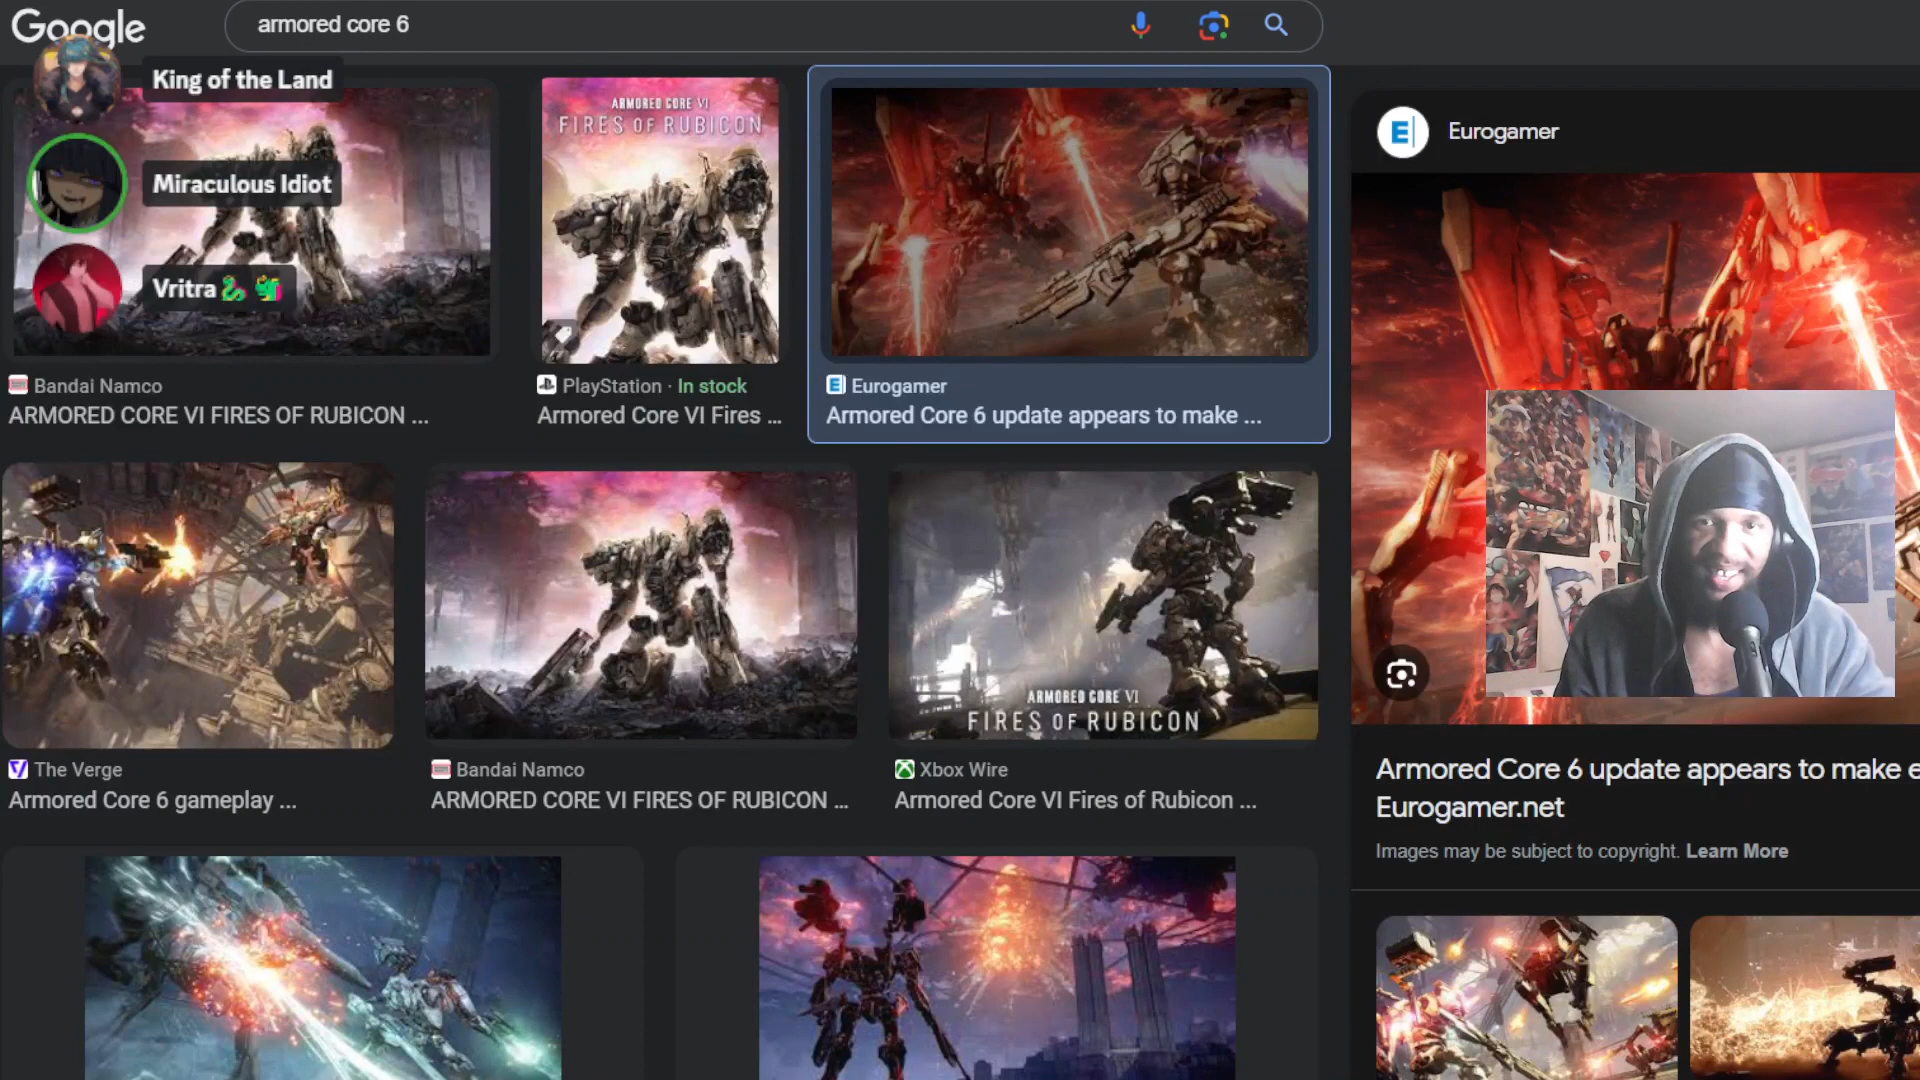 Google
armored core 6
King of the Land
Miraculous Idiot
Vritra🐍 🐲
ARMORED CORE VI
FIRES OF RUBICON
Eurogamer
Bandai Namco
ARMORED CORE VI FIRES OF RUBICON ...
PlayStation · In stock
Armored Core VI Fires ...
Eurogamer
Armored Core 6 update appears to make ...
ARMORED CORE VI
FIRES OF RUBICON
The Verge
Armored Core 6 gameplay ...
Bandai Namco
ARMORED CORE VI FIRES OF RUBICON ...
Xbox Wire
Armored Core VI Fires of Rubicon ...
Armored Core 6 update appears to make e
Eurogamer.net
Images may be subject to copyright. Learn More